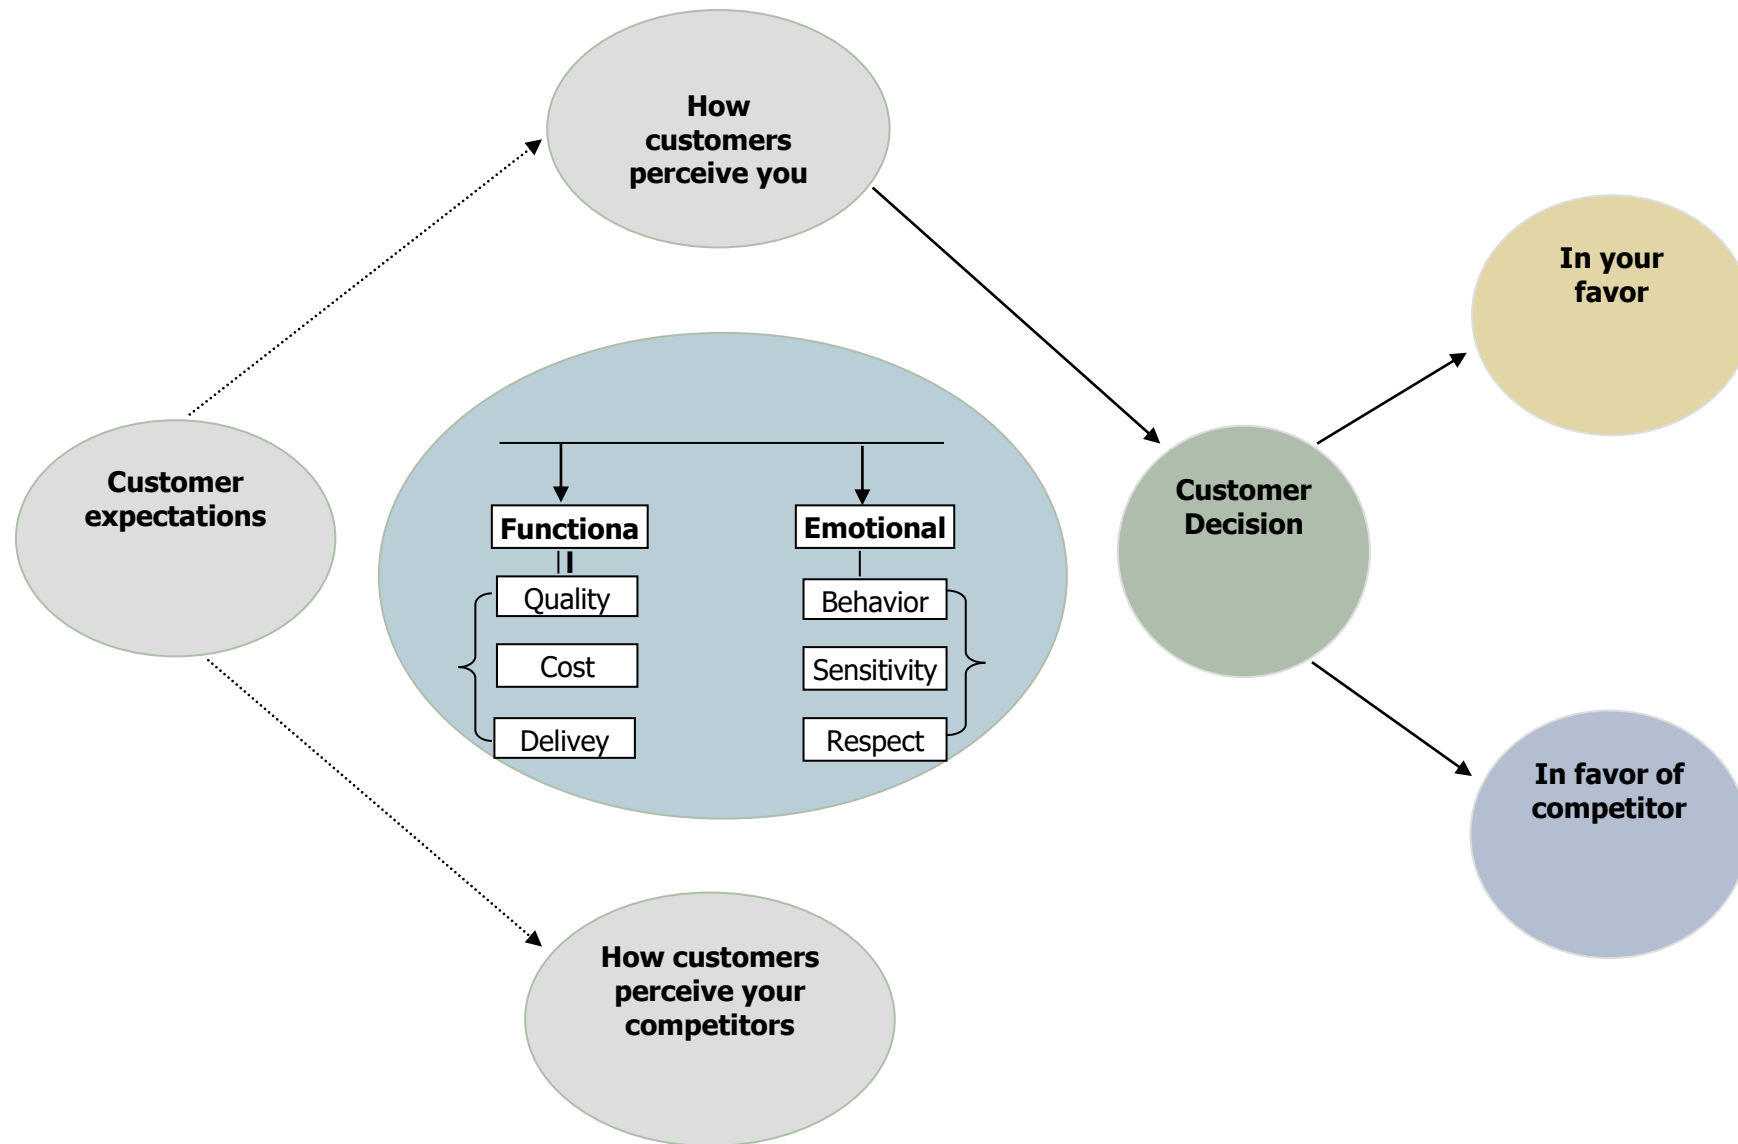 How
customers
perceive you
In your
favor
Customer
expectations
Customer
Decision
Functiona
l
Emotional
Quality
Behavior
Cost
Sensitivity
Delivey
Respect
In favor of
competitor
How customers
perceive your
competitors